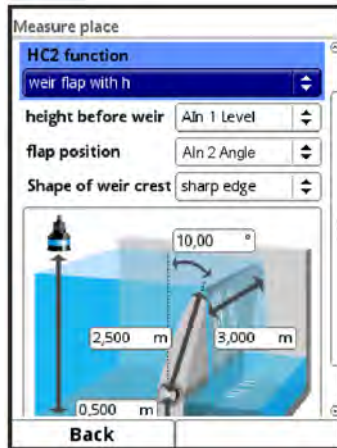 Measure place
HC2 function
weir flap with h
height before weir AIn 1 Level
flap position AIn 2 Angle
Shape of weir crest sharp edge
10,00 °
2,500 m 3,000 m
0,500 m
Back